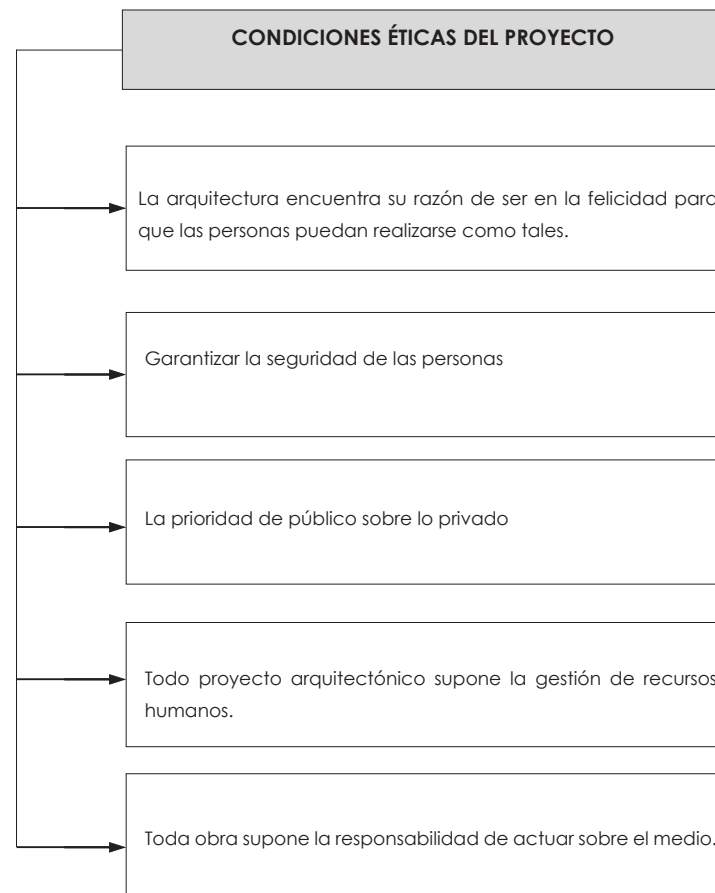 CONDICIONES ÉTICAS DEL PROYECTO
La arquitectura encuentra su razón de ser en la felicidad para
que las personas puedan realizarse como tales.
Garantizar la seguridad de las personas
La prioridad de público sobre lo privado
Todo proyecto arquitectónico supone la gestión de recursos
humanos.
Toda obra supone la responsabilidad de actuar sobre el medio.